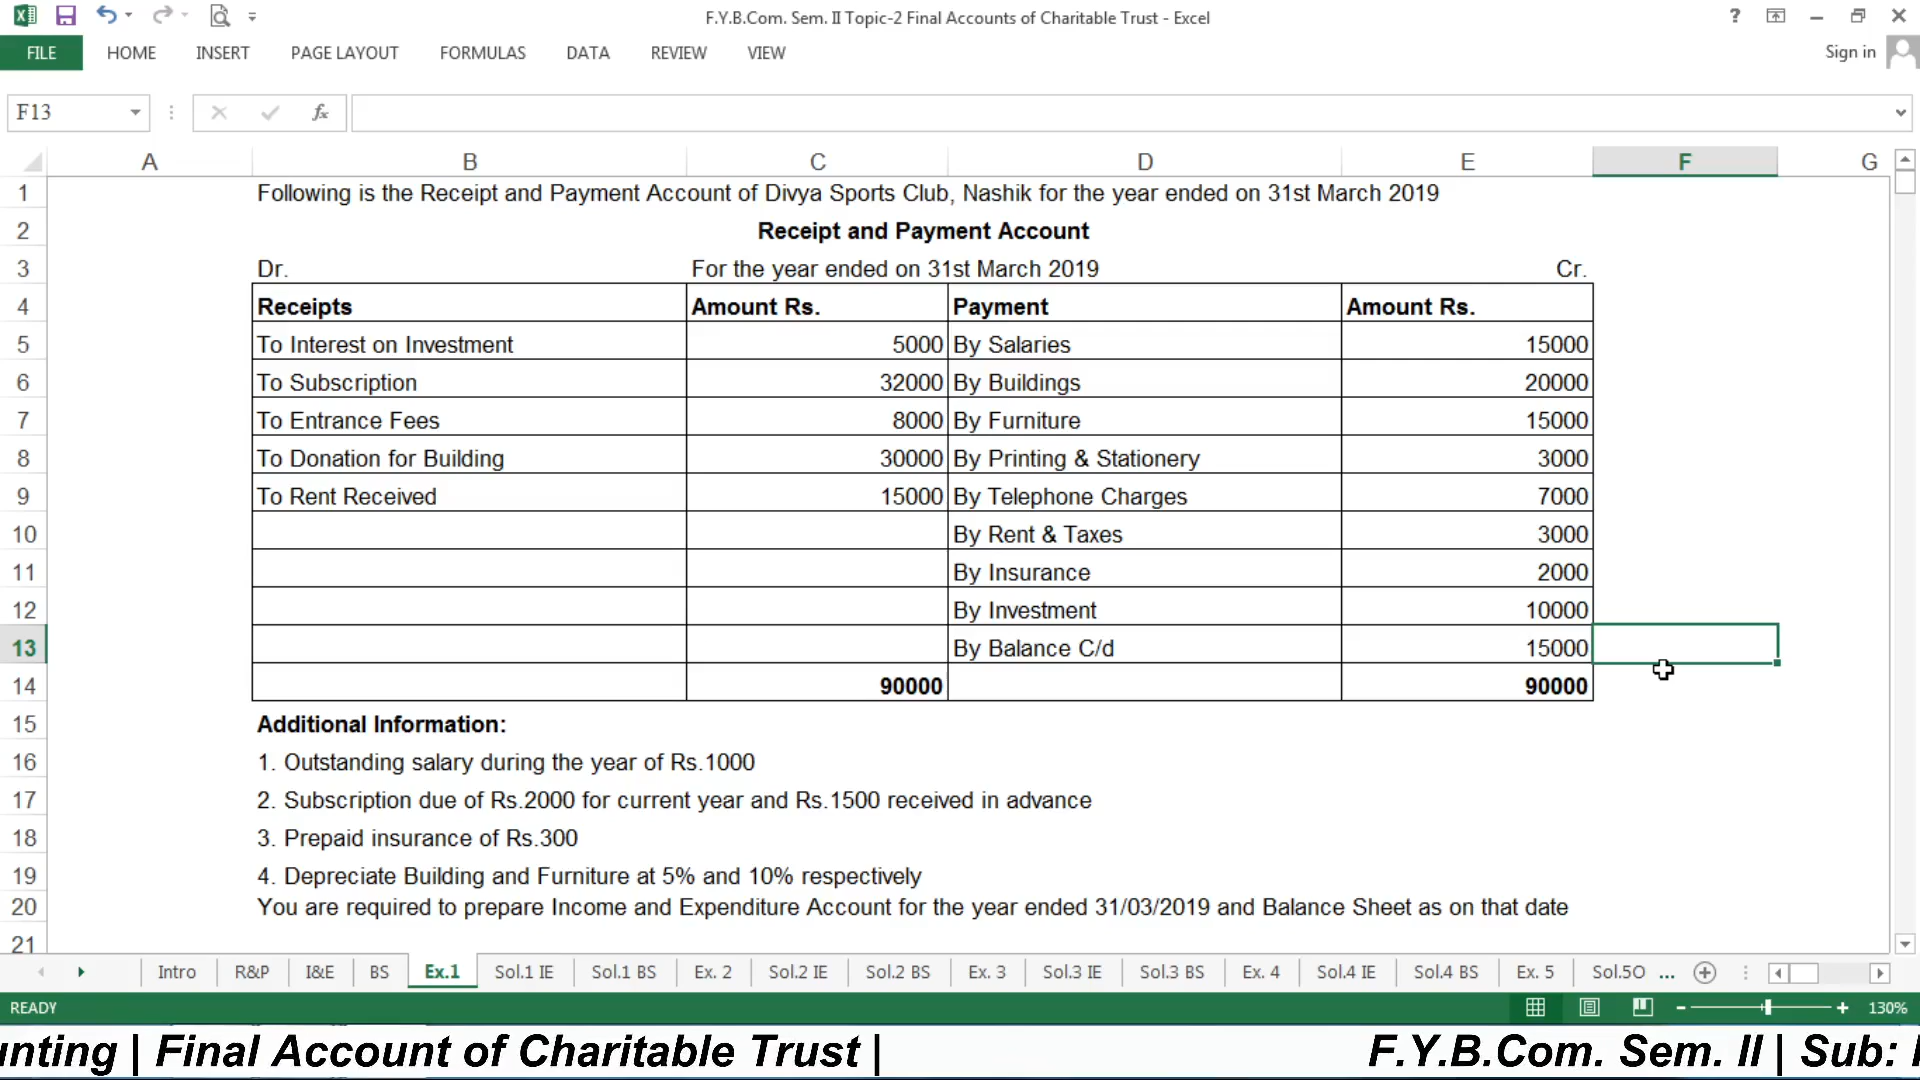 F.Y.B.Com. Sem. II Topic-2 Final Accounts of Charitable Trust - Excel
FILE HOME INSERT PAGE LAYOUT FORMULAS DATA REVIEW VIEW Sign in
F13 fx
A B C D E F G
1 Following is the Receipt and Payment Account of Divya Sports Club, Nashik for the year ended on 31st March 2019
2 Receipt and Payment Account
3 Dr. For the year ended on 31st March 2019 Cr.
4 Receipts Amount Rs. Payment Amount Rs.
5 To Interest on Investment 5000 By Salaries 15000
6 To Subscription 32000 By Buildings 20000
7 To Entrance Fees 8000 By Furniture 15000
8 To Donation for Building 30000 By Printing & Stationery 3000
9 To Rent Received 15000 By Telephone Charges 7000
10 By Rent & Taxes 3000
11 By Insurance 2000
12 By Investment 10000
13 By Balance C/d 15000
14 90000 90000
15 Additional Information:
16 1. Outstanding salary during the year of Rs.1000
17 2. Subscription due of Rs.2000 for current year and Rs.1500 received in advance
18 3. Prepaid insurance of Rs.300
19 4. Depreciate Building and Furniture at 5% and 10% respectively
20 You are required to prepare Income and Expenditure Account for the year ended 31/03/2019 and Balance Sheet as on that date
21
Intro R&P I&E BS Ex.1 Sol.1 IE Sol.1 BS Ex. 2 Sol.2 IE Sol.2 BS Ex. 3 Sol.3 IE Sol.3 BS Ex. 4 Sol.4 IE Sol.4 BS Ex. 5 Sol.5O ...
READY 130%
unting | Final Account of Charitable Trust | F.Y.B.Com. Sem. II | Sub: